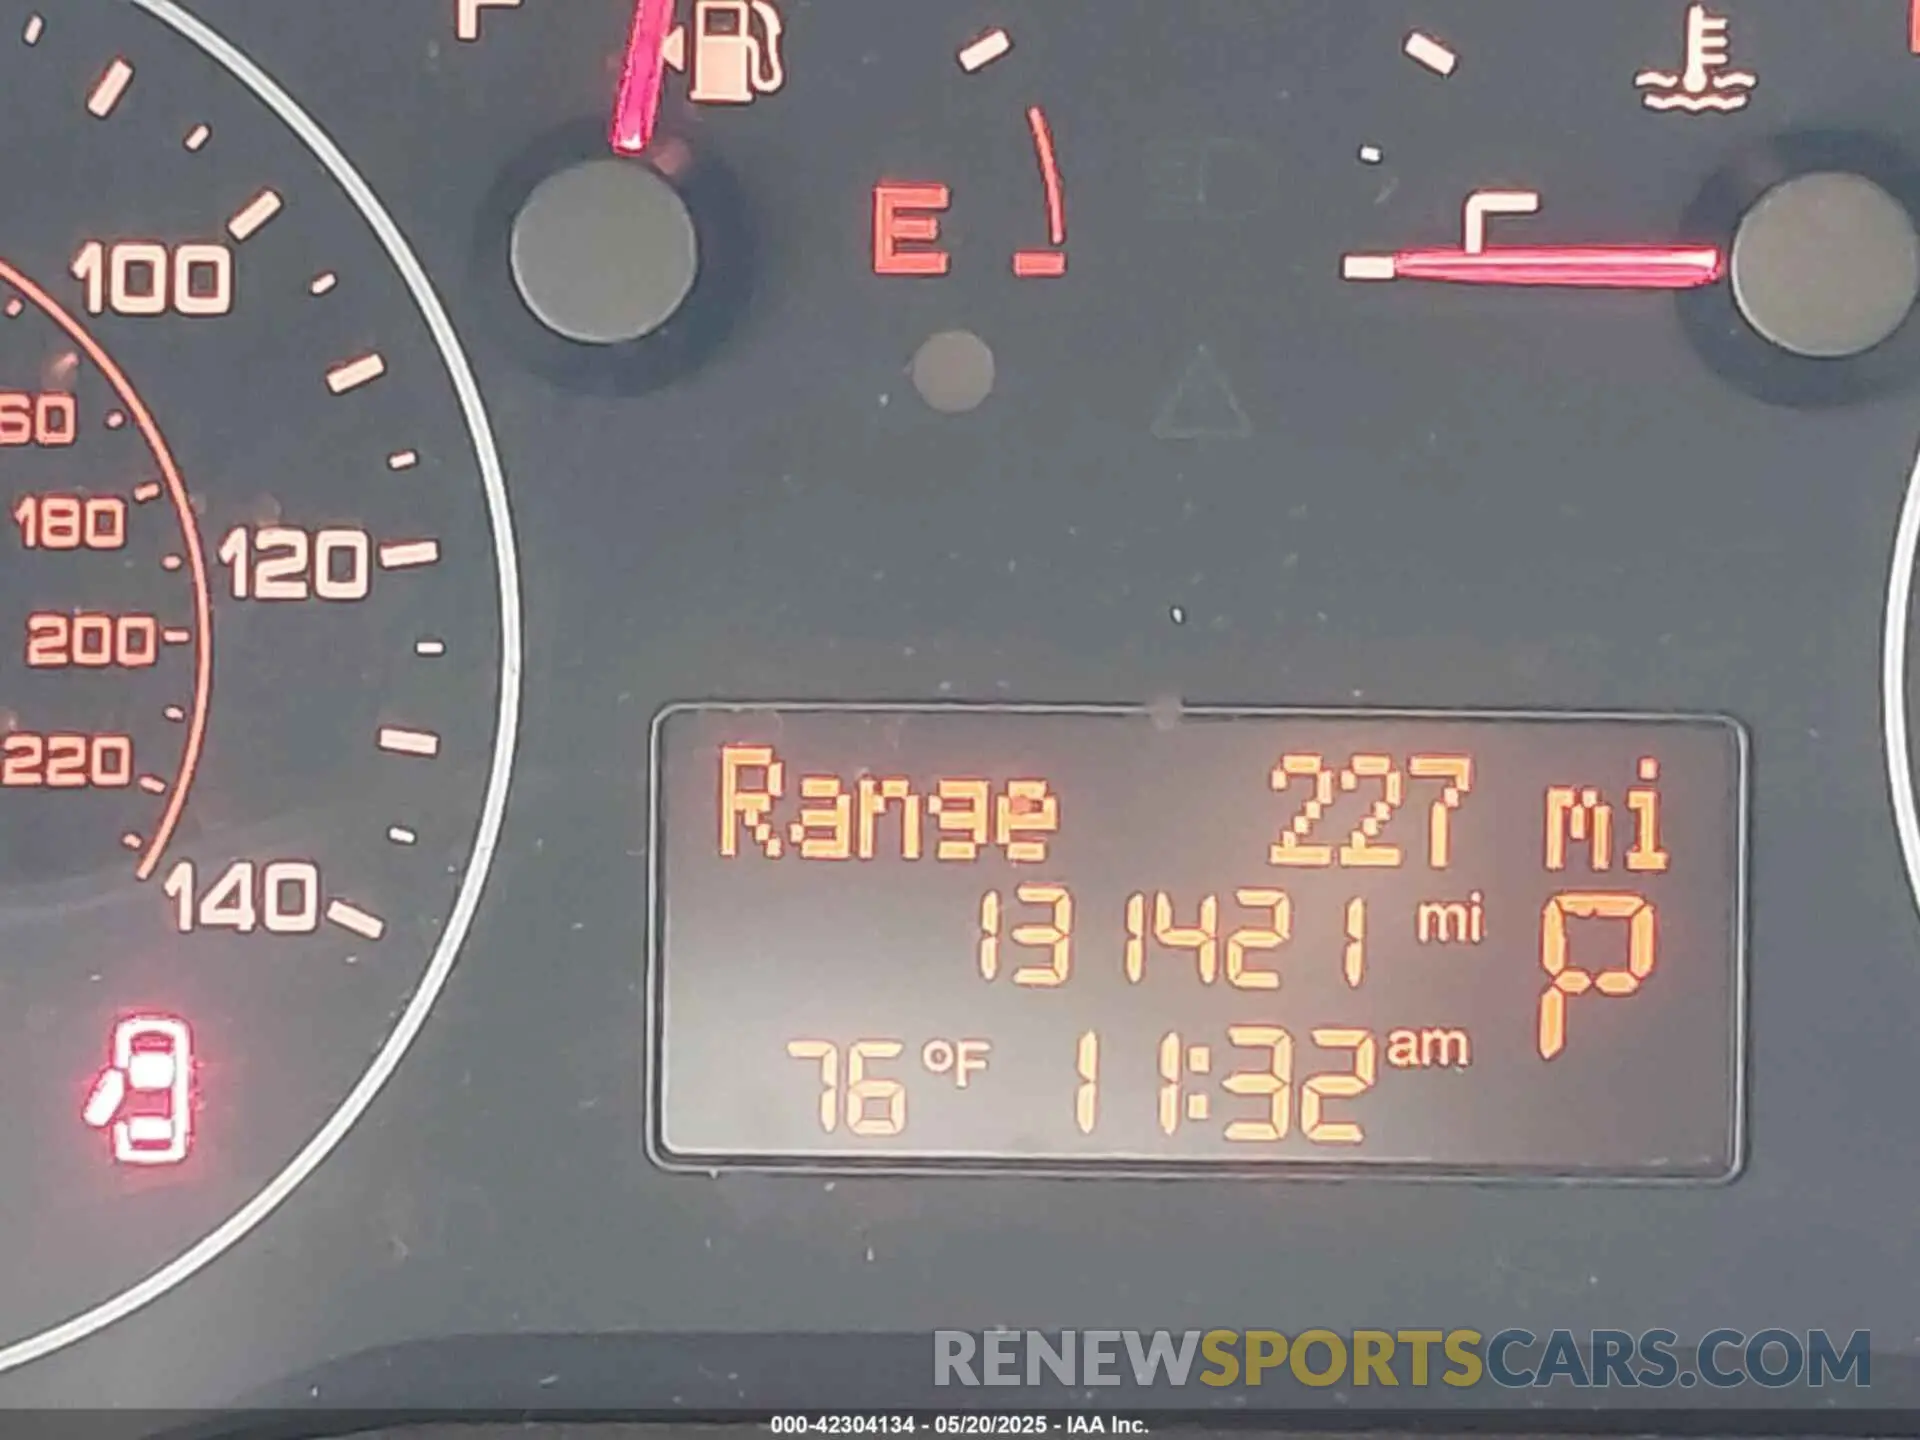 100
60
180
120
200
220
140
E
Range 227 mi
131421 mi P
76 °F 11:32 am
RENEWSPORTSCARS.COM
000-42304134 - 05/20/2025 - IAA Inc.